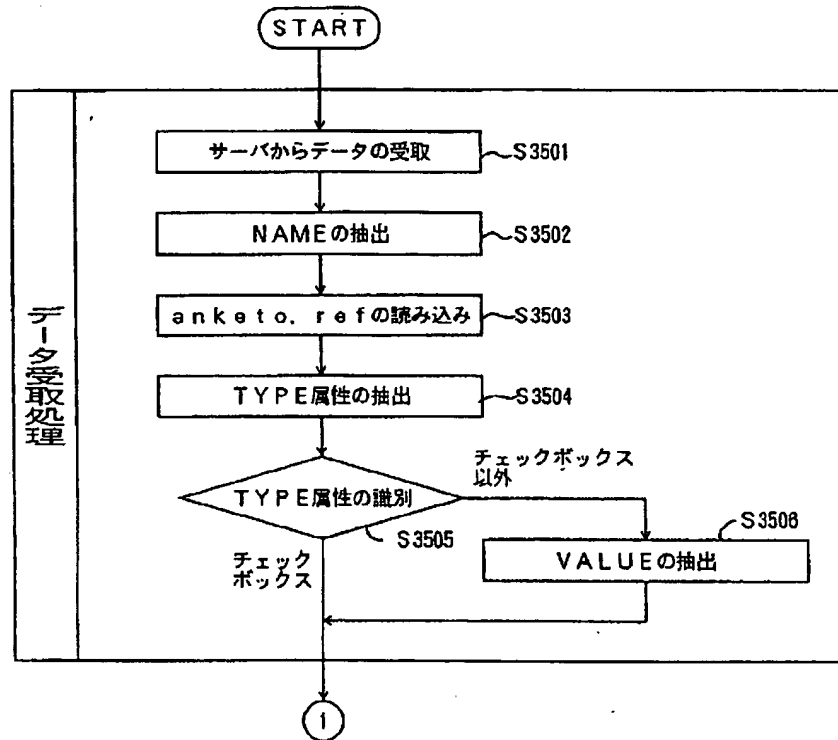 START
データ受取処理
サーバからデータの受取
S3501
NAMEの抽出
S3502
anketo.refの読み込み
S3503
TYPE属性の抽出
S3504
TYPE属性の識別
S3505
チェックボックス
以外
チェック
ボックス
S3506
VALUEの抽出
1